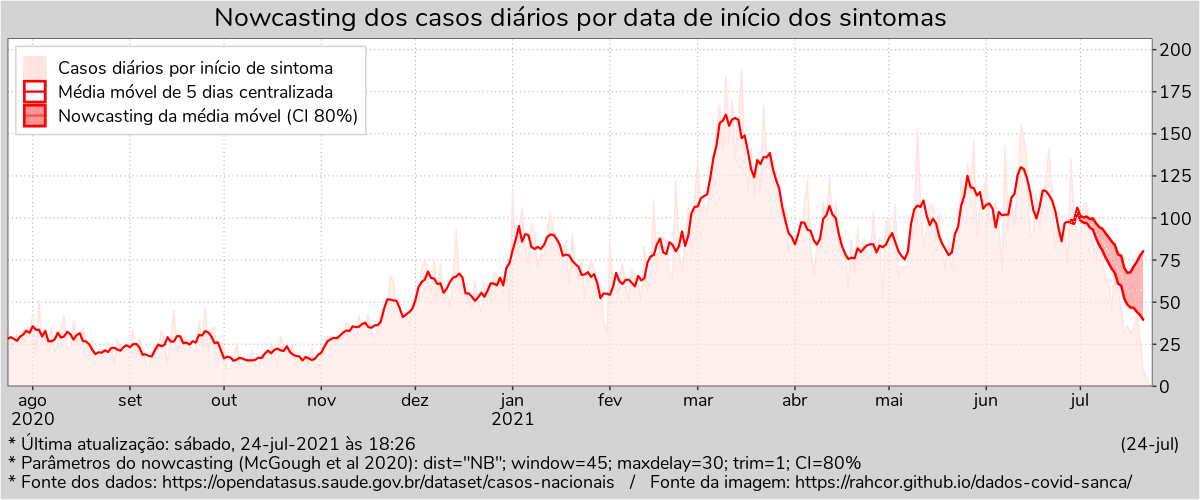 Nowcasting dos casos diários por data de início dos sintomas
Casos diários por início de sintoma
Média móvel de 5 dias centralizada
Nowcasting da média móvel (CI 80%)
200
175
150
125
100
75
50
25
0
ago set out nov dez jan fev mar abr mai jun jul
2020 2021
* Última atualização: sábado, 24-jul-2021 às 18:26 (24-jul)
* Parâmetros do nowcasting (McGough et al 2020): dist="NB"; window=45; maxdelay=30; trim=1; CI=80%
* Fonte dos dados: https://opendatasus.saude.gov.br/dataset/casos-nacionais / Fonte da imagem: https://rahcor.github.io/dados-covid-sanca/